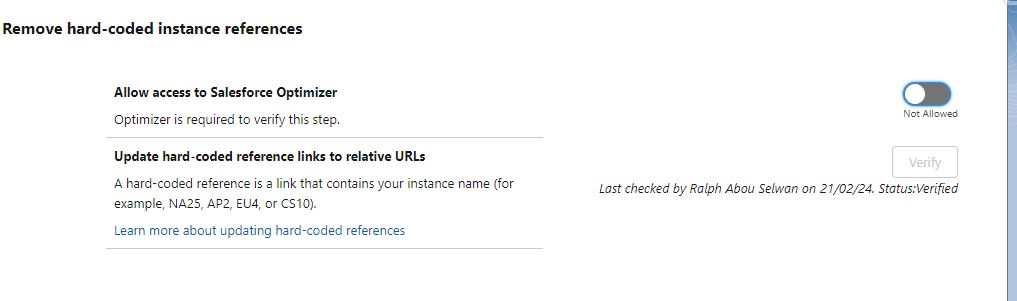 Remove hard-coded instance references
Allow access to Salesforce Optimizer
Optimizer is required to verify this step.
Not Allowed
Update hard-coded reference links to relative URLs
Verify
A hard-coded reference is a link that contains your instance name (for
example, NA25, AP2, EU4, or CS10).
Last checked by Ralph Abou Selwan on 21/02/24. Status:Verified
Learn more about updating hard-coded references